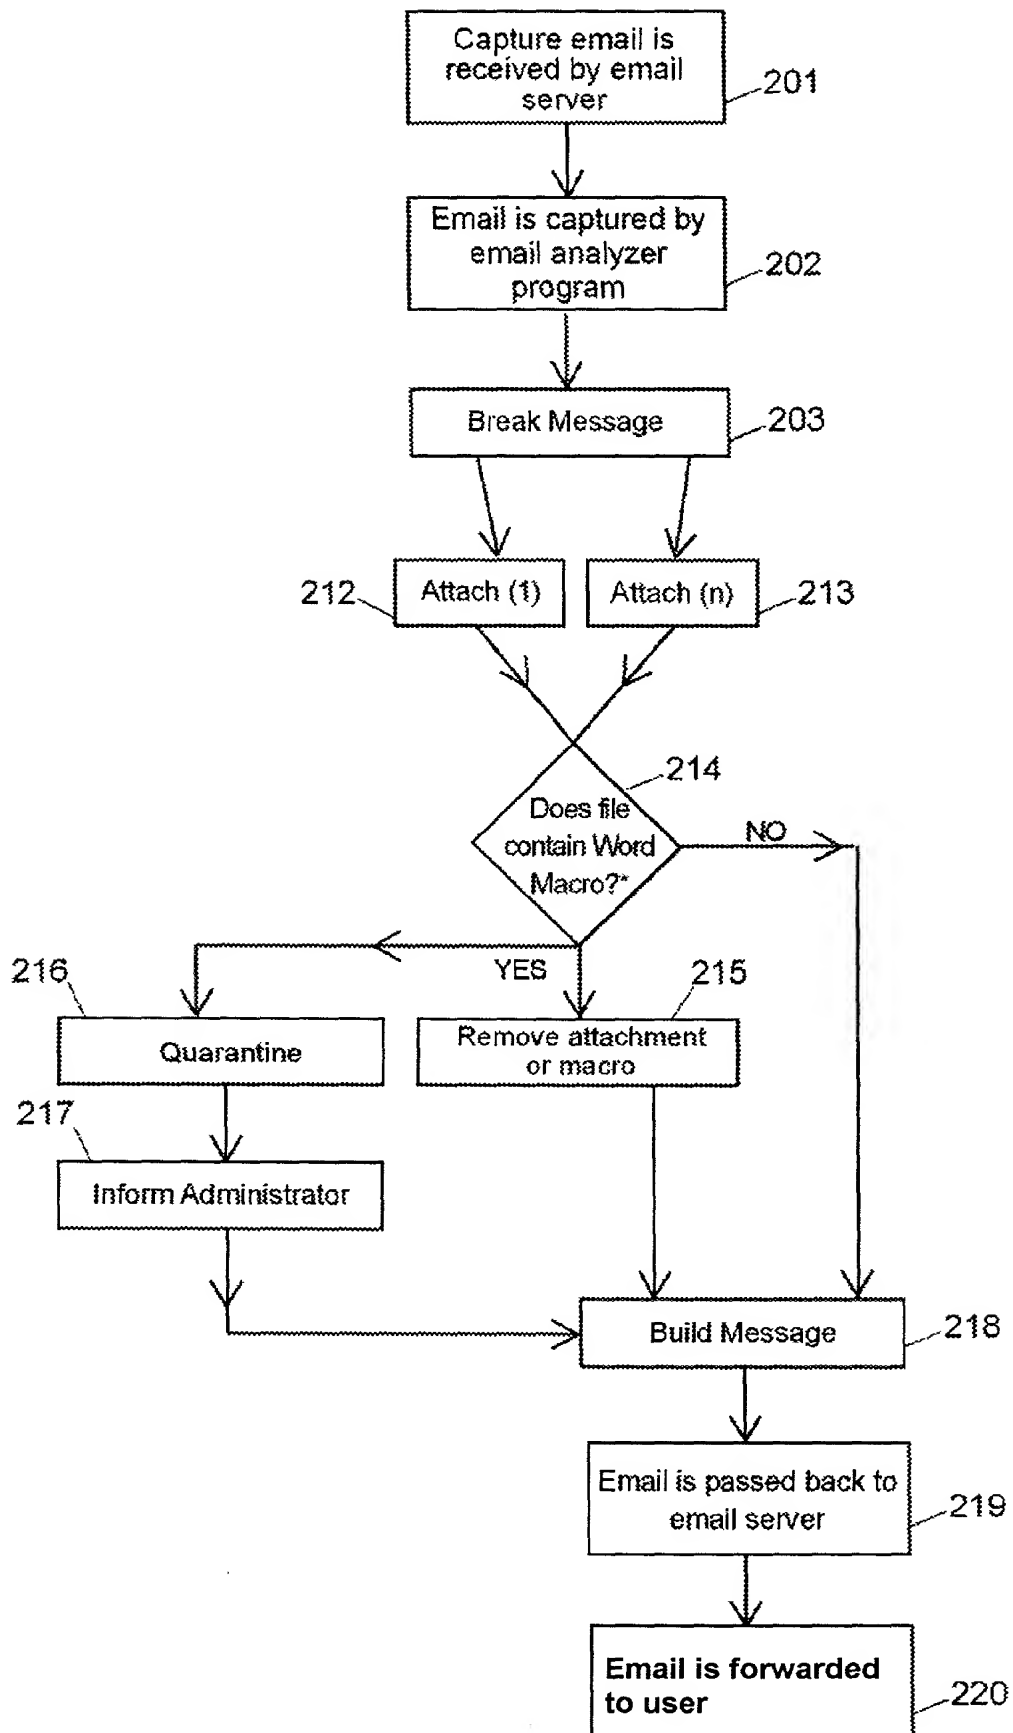 Capture email is
received by email
server
201
Email is captured by
email analyzer
program
202
Break Message
203
212
Attach (1)
Attach (n)
213
214
Does file
contain Word
Macro?*
NO
YES
216
215
Quarantine
Remove attachment
or macro
217
Inform Administrator
Build Message
218
Email is passed back to
email server
219
Email is forwarded
to user
220